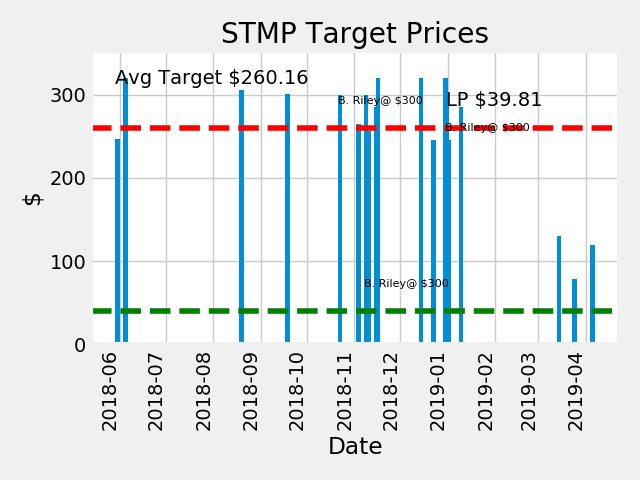 STMP Target Prices
Avg Target $260.16
B. Riley@ $300
LP $39.81
B. Riley@ $300
B. Riley@ $300
$
300
200
100
0
2018-06
2018-07
2018-08
2018-09
2018-10
2018-11
2018-12
2019-01
2019-02
2019-03
2019-04
Date